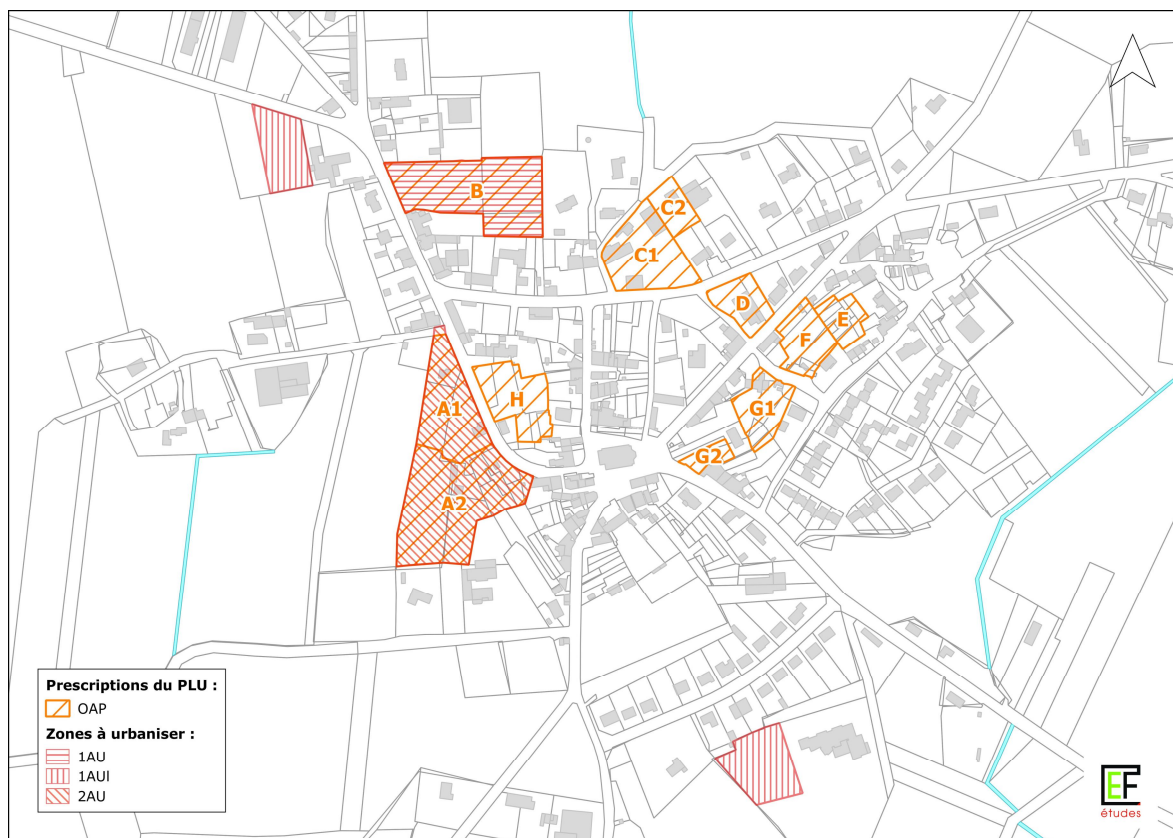 B
C2
C1
D
E
F
A1
H
G1
G2
A2
Prescriptions du PLU :
OAP
Zones à urbaniser :
1AU
1AUl
2AU
EF
études